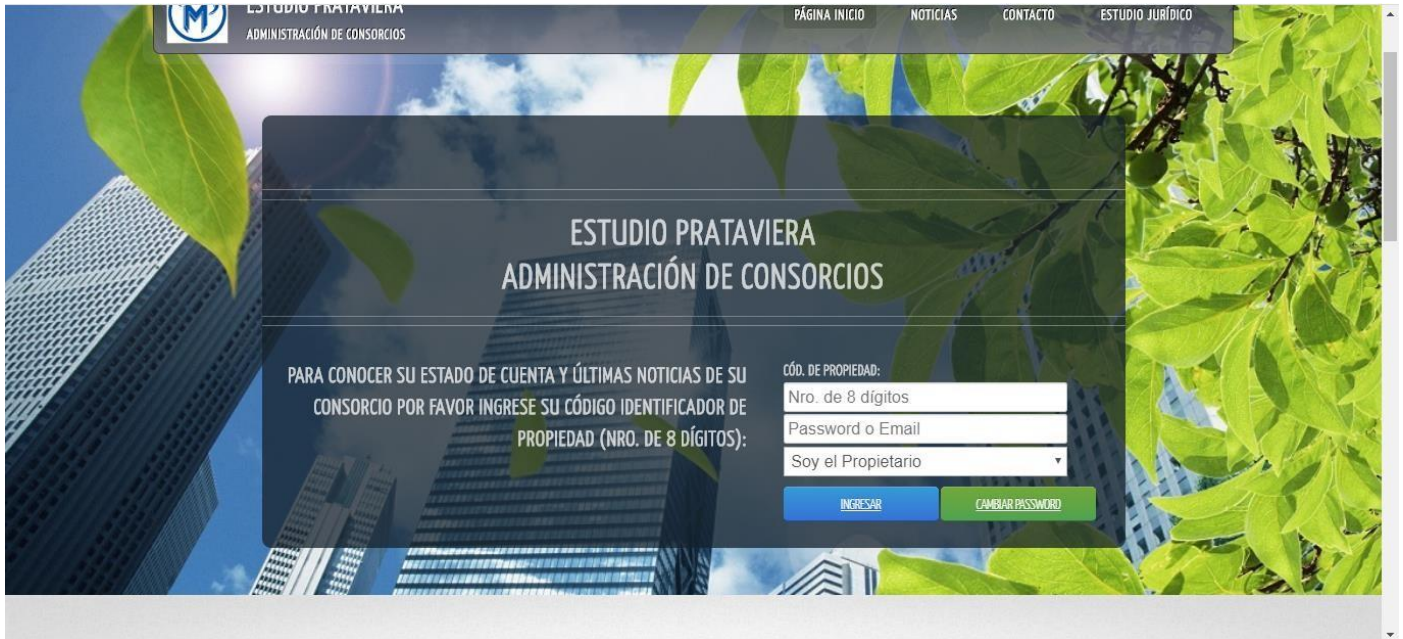 M
ESTUDIO PRATAVIERA
ADMINISTRACIÓN DE CONSORCIOS
PÁGINA INICIO NOTICIAS CONTACTO ESTUDIO JURÍDICO
ESTUDIO PRATAVIERA
ADMINISTRACIÓN DE CONSORCIOS
PARA CONOCER SU ESTADO DE CUENTA Y ÚLTIMAS NOTICIAS DE SU
CONSORCIO POR FAVOR INGRESE SU CÓDIGO IDENTIFICADOR DE
PROPIEDAD (NRO. DE 8 DÍGITOS):
CÓD. DE PROPIEDAD:
Nro. de 8 dígitos
Password o Email
Soy el Propietario
INGRESAR CAMBIAR PASSWORD